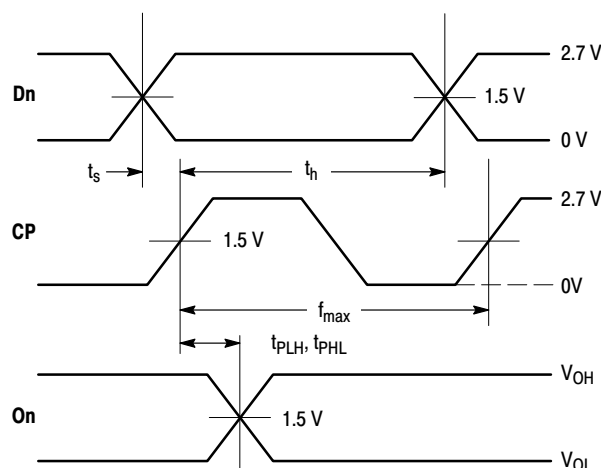 2.7 V
Dn
1.5 V
0 V
ts
th
2.7 V
CP
1.5 V
0V
fmax
tPLH, tPHL
VOH
On
1.5 V
VOL